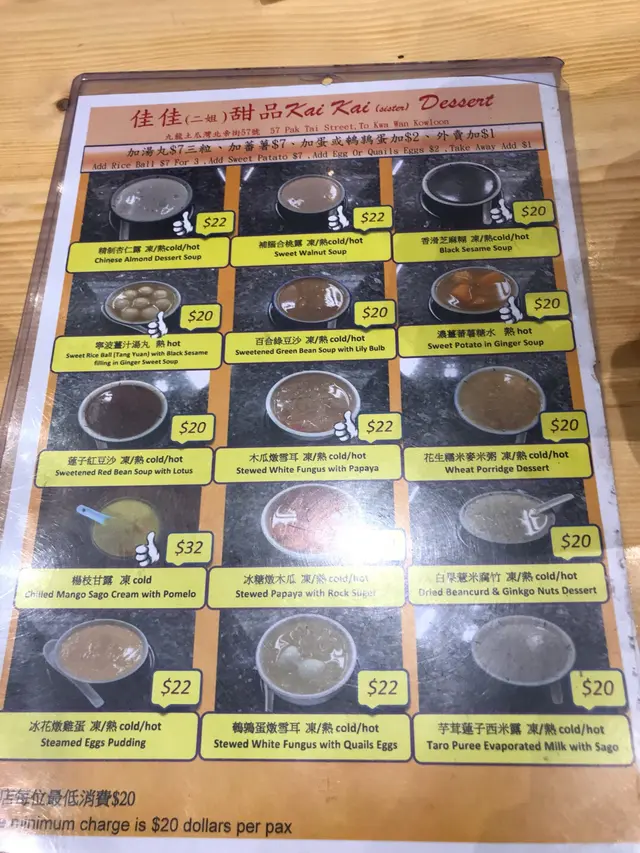 佳佳(二姐)甜品Kai Kai (sister) Dessert
九龍土瓜灣北帝街57號 57 Pak Tai Street,To Kwa Wan Kowloon
加湯丸$7三粒、加蕃薯$7、加蛋或鵪鶉蛋加$2、外賣加$1
Add Rice Ball $7 For 3 ,Add Sweet Patato $7 ,Add Egg Or Quails Eggs $2 ,Take Away Add $1
$22
$22
$20
精制杏仁露 凍/熱cold/hot
Chinese Almond Dessert Soup
補腦合桃露 凍/熱cold/hot
Sweet Walnut Soup
香滑芝麻糊 凍/熱cold/hot
Black Sesame Soup
$20
$20
$20
寧波薑汁湯丸 熱 hot
Sweet Rice Ball (Tang Yuan) with Black Sesame
filling in Ginger Sweet Soup
百合綠豆沙 凍/熱 cold/hot
Sweetened Green Bean Soup with Lily Bulb
濃薑蕃薯糖水 熱 hot
Sweet Potato in Ginger Soup
$20
$22
$20
蓮子紅豆沙 凍/熱 cold/hot
Sweetened Red Bean Soup with Lotus
木瓜燉雪耳 凍/熱 cold/hot
Stewed White Fungus with Papaya
花生糯米麥米粥 凍/熱 cold/hot
Wheat Porridge Dessert
$32
$20
楊枝甘露 凍 cold
Chilled Mango Sago Cream with Pomelo
冰糖燉木瓜 凍/熱 cold/hot
Stewed Papaya with Rock Suger
白果薏米腐竹 凍/熱 cold/hot
Dried Beancurd & Ginkgo Nuts Dessert
$22
$22
$20
冰花燉雞蛋 凍/熱 cold/hot
Steamed Eggs Pudding
鵪鶉蛋燉雪耳 凍/熱 cold/hot
Stewed White Fungus with Quails Eggs
芋茸蓮子西米露 凍/熱 cold/hot
Taro Puree Evaporated Milk with Sago
店每位最低消費$20
minimum charge is $20 dollars per pax